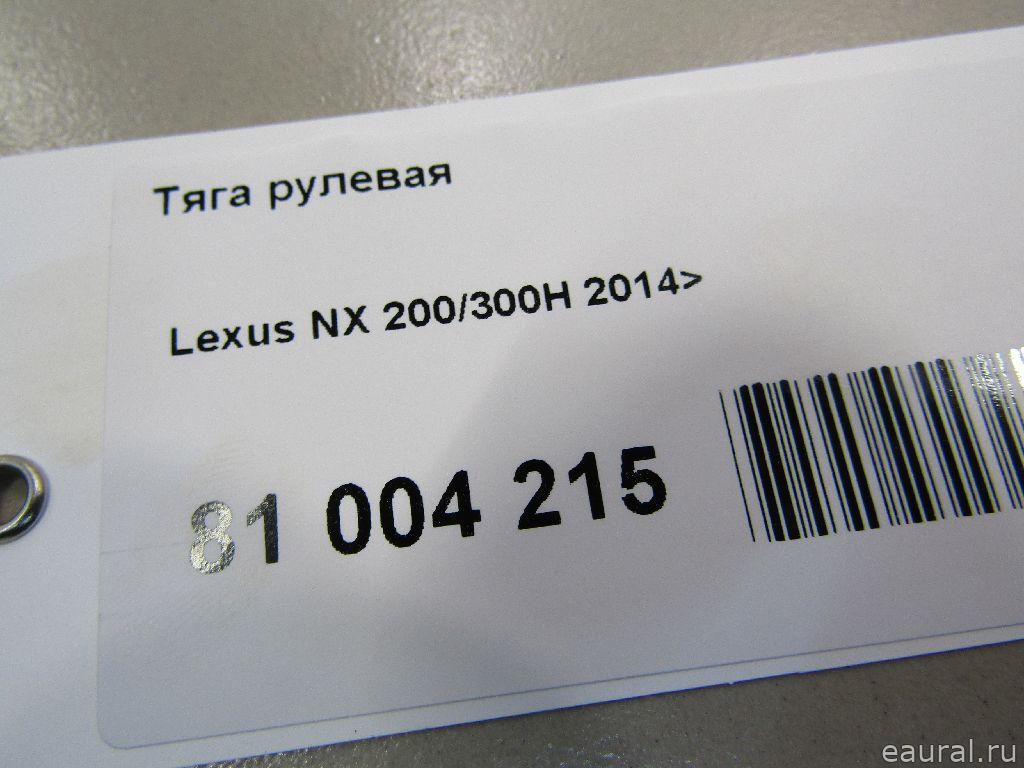 Тяга рулевая
Lexus NX 200/300H 2014>
81 004 215
eaural.ru